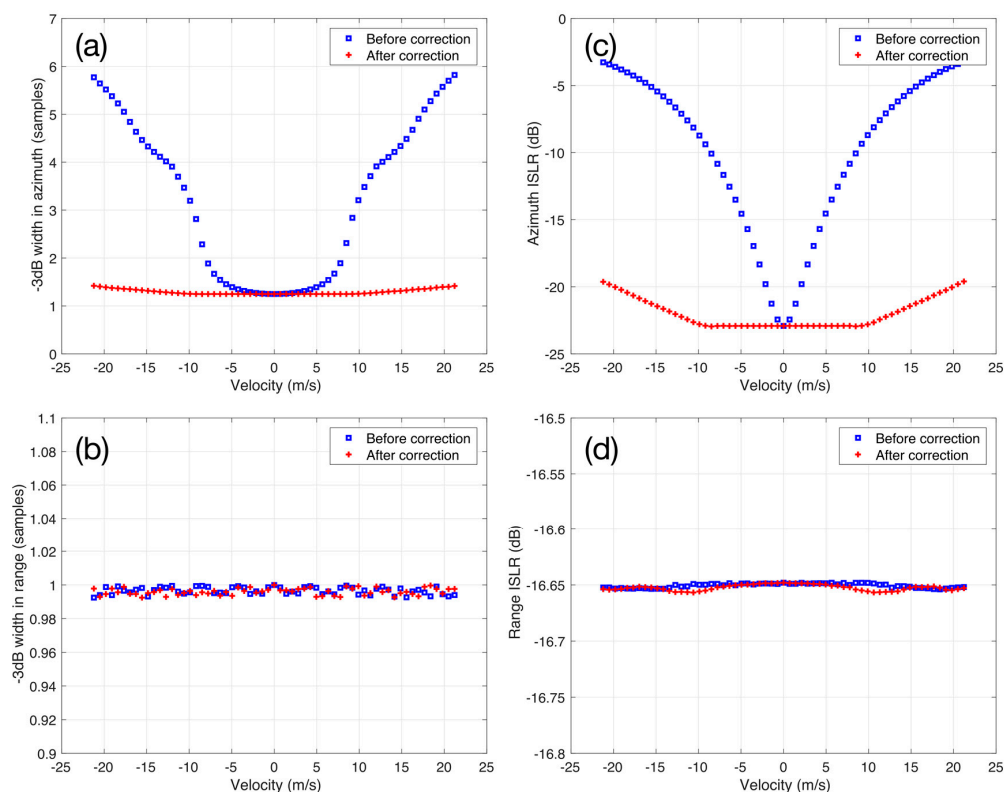 (a)
Before correction
After correction
-3dB width in azimuth (samples)
7
6
5
4
3
2
1
0
-25 -20 -15 -10 -5 0 5 10 15 20 25
Velocity (m/s)
(c)
Before correction
After correction
Azimuth ISLR (dB)
0
-5
-10
-15
-20
-25
-25 -20 -15 -10 -5 0 5 10 15 20 25
Velocity (m/s)
(b)
Before correction
After correction
-3dB width in range (samples)
1.1
1.08
1.06
1.04
1.02
1
0.98
0.96
0.94
0.92
0.9
-25 -20 -15 -10 -5 0 5 10 15 20 25
Velocity (m/s)
(d)
Before correction
After correction
Range ISLR (dB)
-16.5
-16.55
-16.6
-16.65
-16.7
-16.75
-16.8
-25 -20 -15 -10 -5 0 5 10 15 20 25
Velocity (m/s)